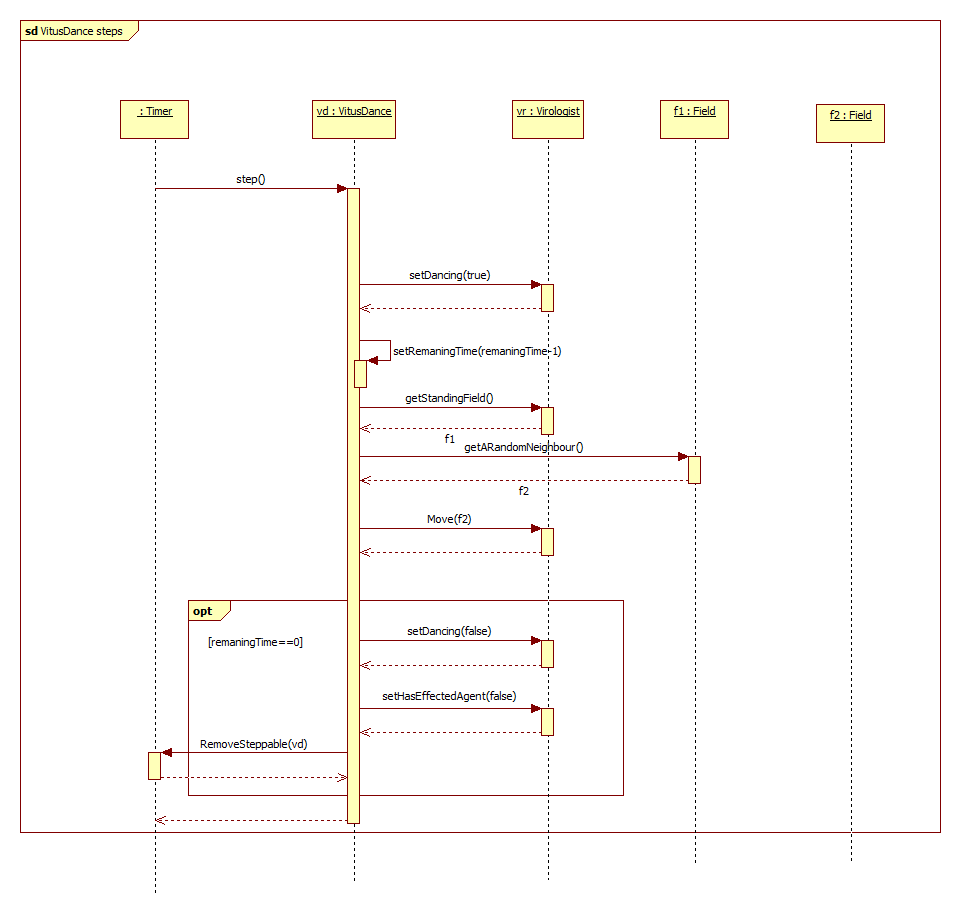 sd VitusDance steps
: Timer
vd : VitusDance
vr : Virologist
f1 : Field
f2 : Field
step()
setDancing(true)
setRemaningTime(remaningTime-1)
getStandingField()
f1
getARandomNeighbour()
f2
Move(f2)
opt
[remaningTime==0]
setDancing(false)
setHasEffectedAgent(false)
RemoveSteppable(vd)